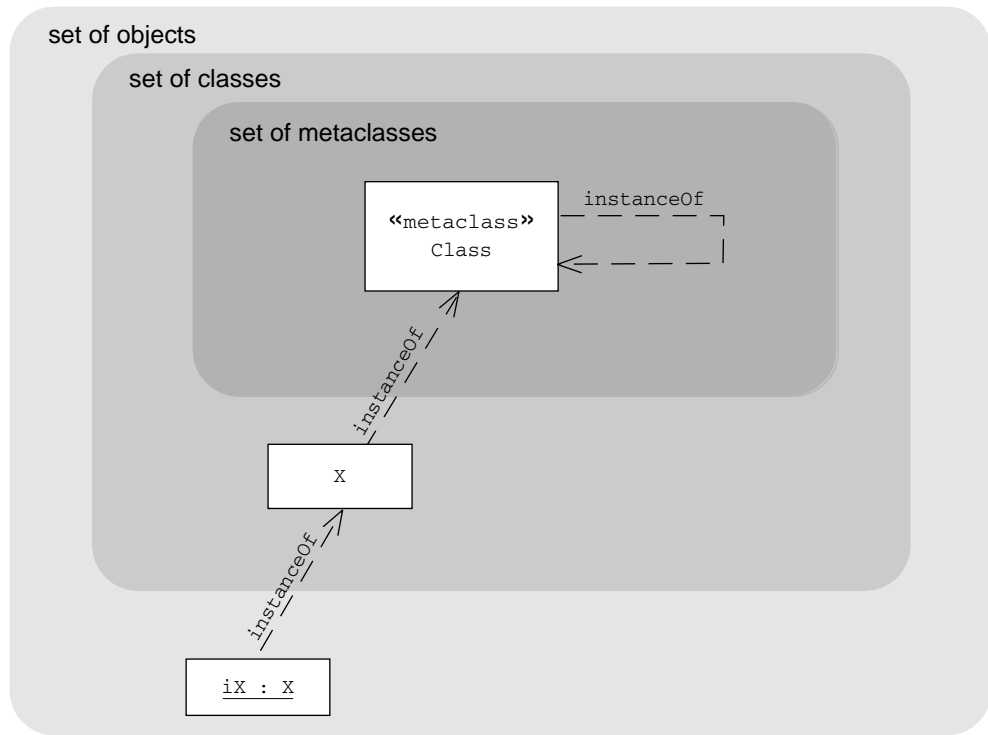 set of objects
set of classes
set of metaclasses
instanceOf
«metaclass»
Class
instanceOf
X
instanceOf
iX : X